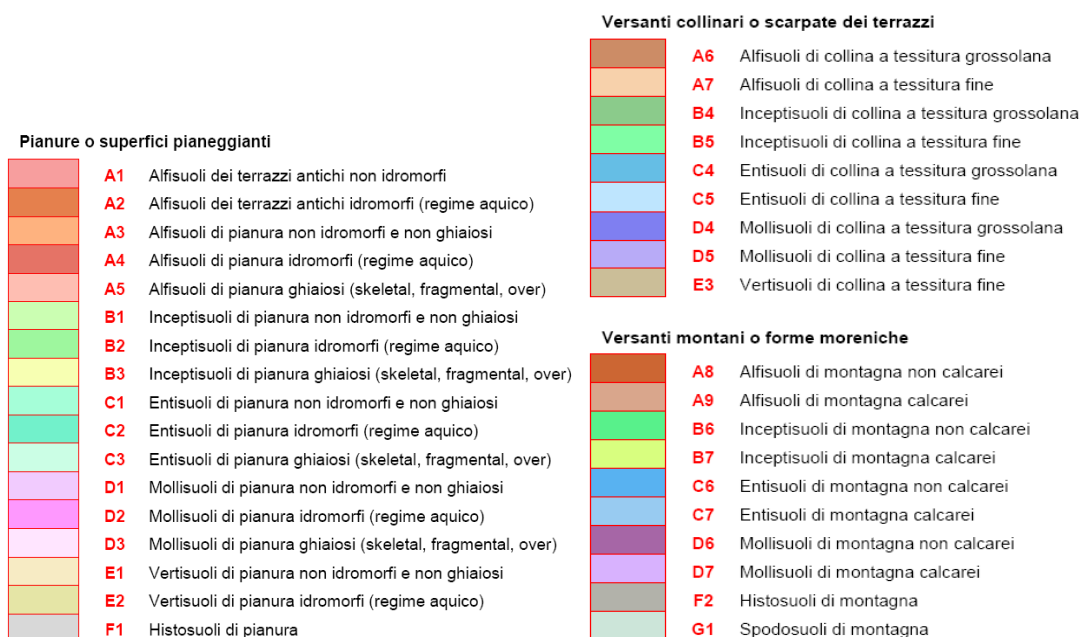 Pianure o superfici pianeggianti
A1 Alfisuoli dei terrazzi antichi non idromorfi
A2 Alfisuoli dei terrazzi antichi idromorfi (regime aquico)
A3 Alfisuoli di pianura non idromorfi e non ghiaiosi
A4 Alfisuoli di pianura idromorfi (regime aquico)
A5 Alfisuoli di pianura ghiaiosi (skeletal, fragmental, over)
B1 Inceptisuoli di pianura non idromorfi e non ghiaiosi
B2 Inceptisuoli di pianura idromorfi (regime aquico)
B3 Inceptisuoli di pianura ghiaiosi (skeletal, fragmental, over)
C1 Entisuoli di pianura non idromorfi e non ghiaiosi
C2 Entisuoli di pianura idromorfi (regime aquico)
C3 Entisuoli di pianura ghiaiosi (skeletal, fragmental, over)
D1 Mollisuoli di pianura non idromorfi e non ghiaiosi
D2 Mollisuoli di pianura idromorfi (regime aquico)
D3 Mollisuoli di pianura ghiaiosi (skeletal, fragmental, over)
E1 Vertisuoli di pianura non idromorfi e non ghiaiosi
E2 Vertisuoli di pianura idromorfi (regime aquico)
F1 Histosuoli di pianura
Versanti collinari o scarpate dei terrazzi
A6 Alfisuoli di collina a tessitura grossolana
A7 Alfisuoli di collina a tessitura fine
B4 Inceptisuoli di collina a tessitura grossolana
B5 Inceptisuoli di collina a tessitura fine
C4 Entisuoli di collina a tessitura grossolana
C5 Entisuoli di collina a tessitura fine
D4 Mollisuoli di collina a tessitura grossolana
D5 Mollisuoli di collina a tessitura fine
E3 Vertisuoli di collina a tessitura fine
Versanti montani o forme moreniche
A8 Alfisuoli di montagna non calcarei
A9 Alfisuoli di montagna calcarei
B6 Inceptisuoli di montagna non calcarei
B7 Inceptisuoli di montagna calcarei
C6 Entisuoli di montagna non calcarei
C7 Entisuoli di montagna calcarei
D6 Mollisuoli di montagna non calcarei
D7 Mollisuoli di montagna calcarei
F2 Histosuoli di montagna
G1 Spodosuoli di montagna